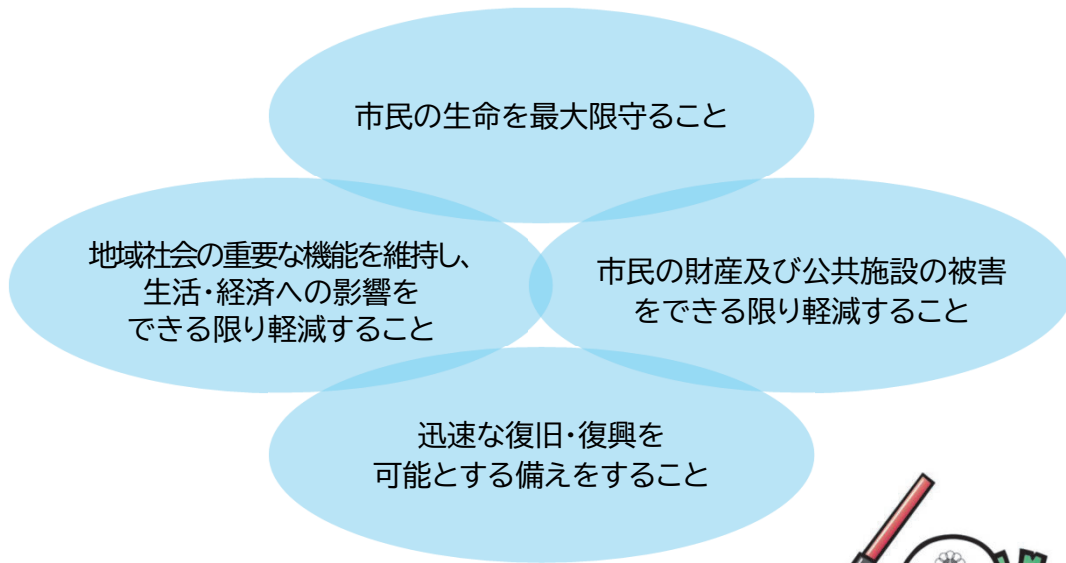 市民の生命を最大限守ること
地域社会の重要な機能を維持し、
生活・経済への影響を
できる限り軽減すること
市民の財産及び公共施設の被害
をできる限り軽減すること
迅速な復旧・復興を
可能とする備えをすること